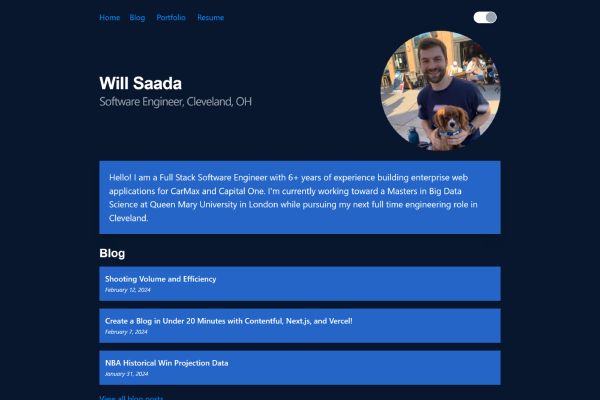 Home Blog Portfolio Resume
Will Saada
Software Engineer, Cleveland, OH
Hello! I am a Full Stack Software Engineer with 6+ years of experience building enterprise web
applications for CarMax and Capital One. I'm currently working toward a Masters in Big Data
Science at Queen Mary University in London while pursuing my next full time engineering role in
Cleveland.
Blog
Shooting Volume and Efficiency
February 12, 2024
Create a Blog in Under 20 Minutes with Contentful, Next.js, and Vercel!
February 7, 2024
NBA Historical Win Projection Data
January 31, 2024
View all blog posts